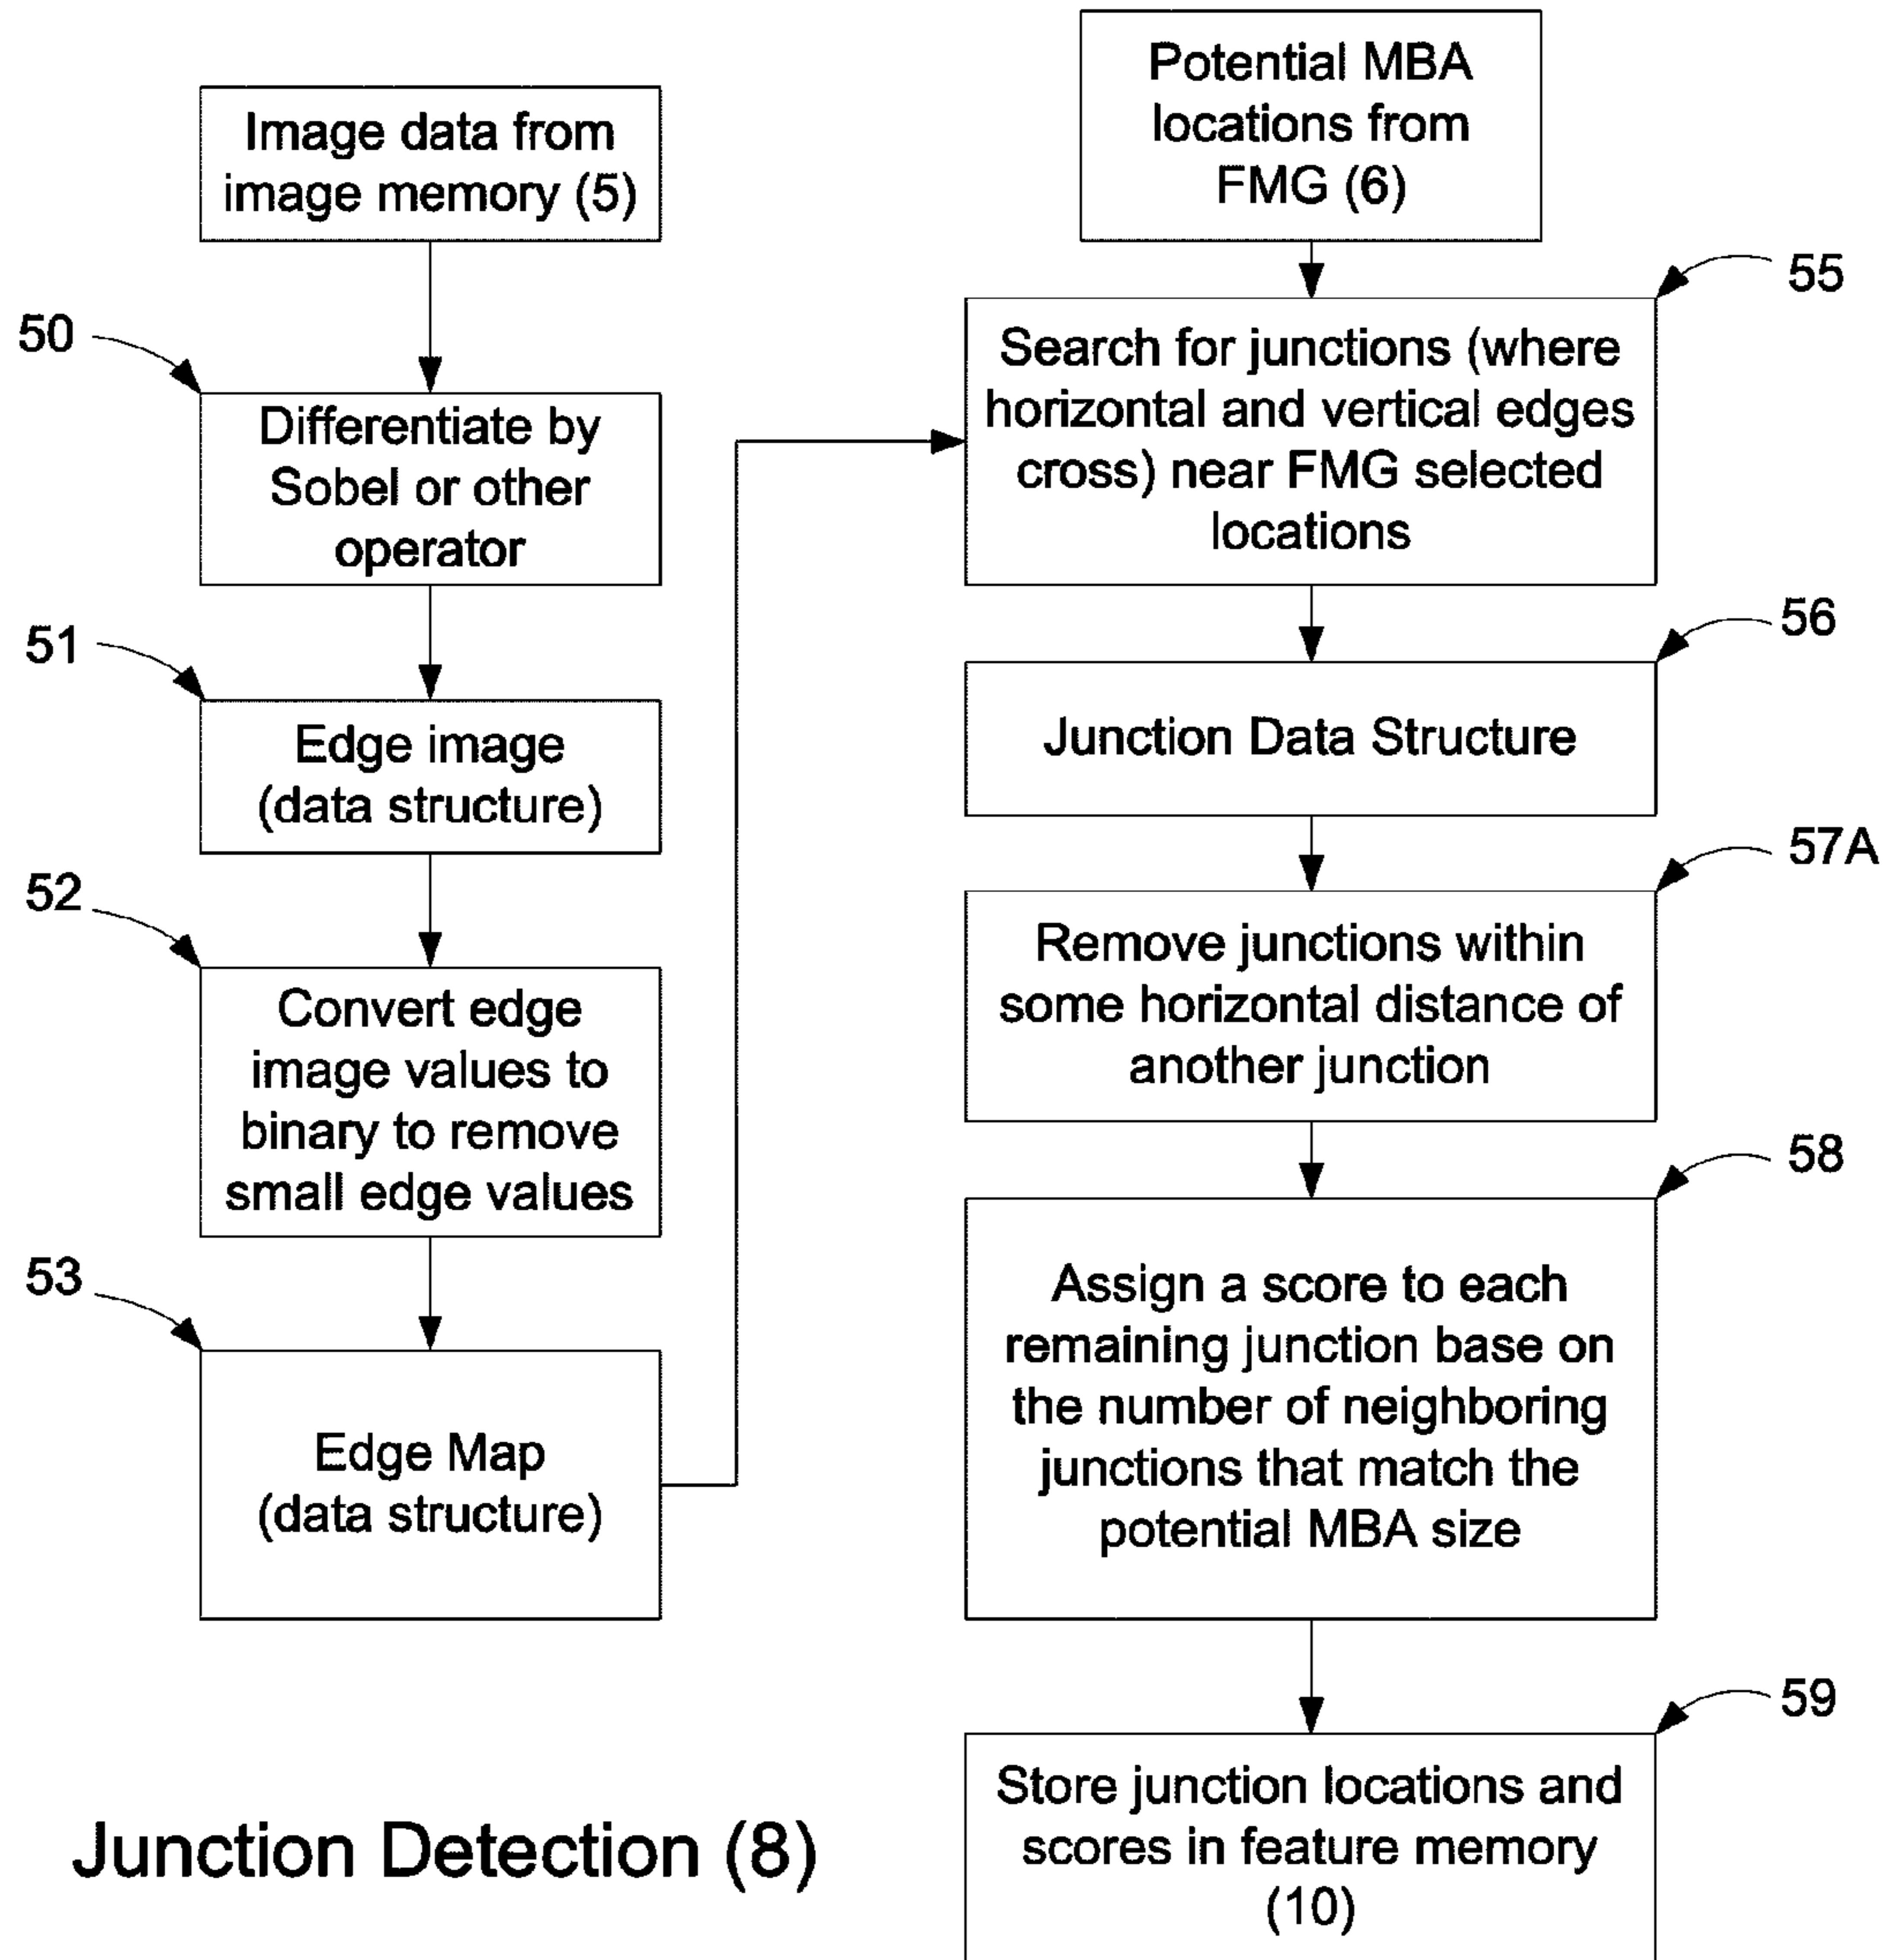 Image data from
image memory (5)
50
Differentiate by
Sobel or other
operator
51
Edge image
(data structure)
52
Convert edge
image values to
binary to remove
small edge values
53
Edge Map
(data structure)
Potential MBA
locations from
FMG (6)
55
Search for junctions (where
horizontal and vertical edges
cross) near FMG selected
locations
56
Junction Data Structure
57A
Remove junctions within
some horizontal distance of
another junction
58
Assign a score to each
remaining junction base on
the number of neighboring
junctions that match the
potential MBA size
59
Store junction locations and
scores in feature memory
(10)
Junction Detection (8)